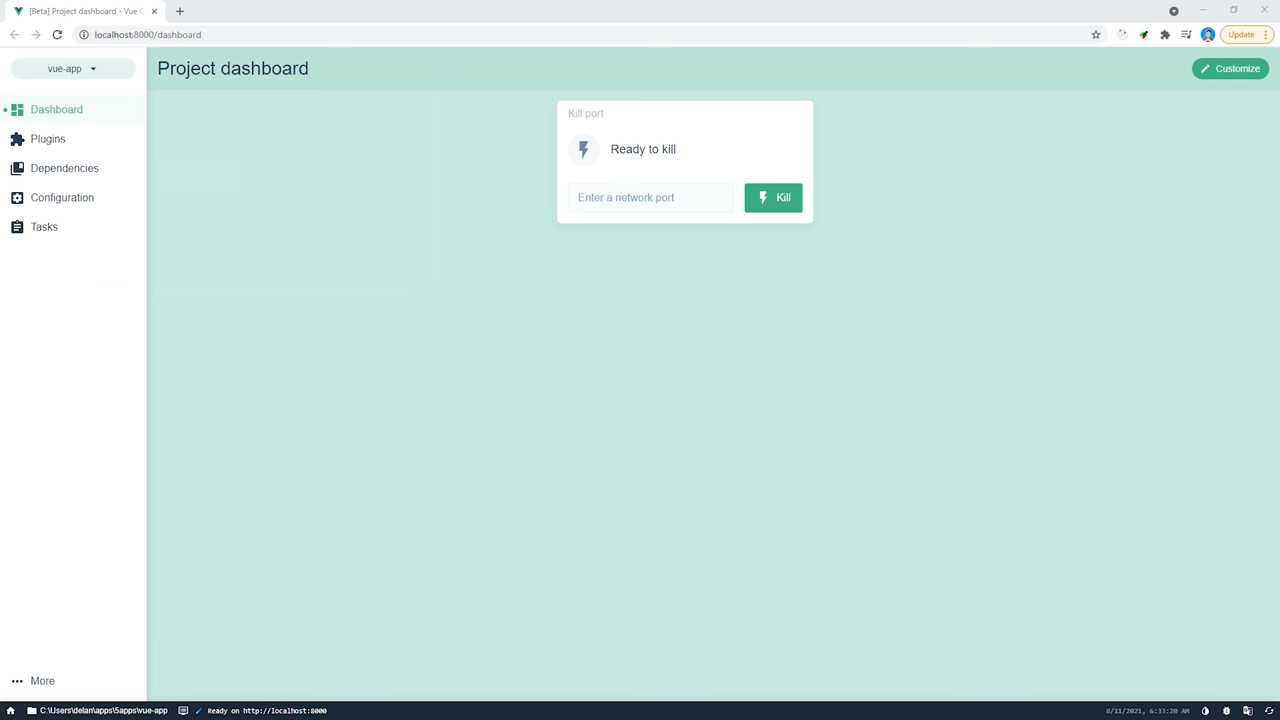 [Beta] Project dashboard - Vue C
localhost:8000/dashboard
Update
vue-app
Project dashboard
Customize
Dashboard
Plugins
Dependencies
Configuration
Tasks
Kill port
Ready to kill
Enter a network port
Kill
More
C:\Users\delan\apps\5apps\vue-app
Ready on http://localhost:8000
8/11/2021, 6:33:20 AM